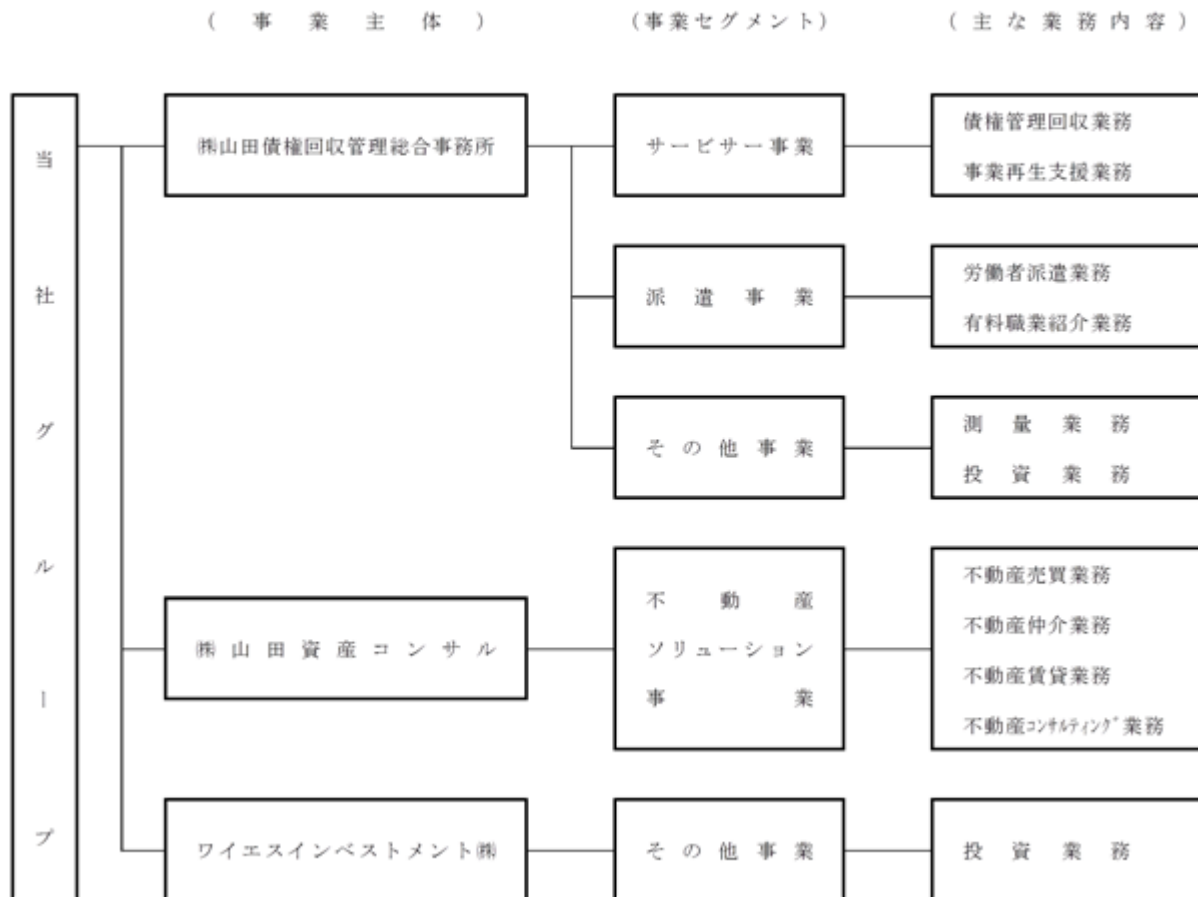 （事業主体）
（事業セグメント）
（主な業務内容）
当社グループ
㈱山田債権回収管理総合事務所
サービサー事業
債権管理回収業務
事業再生支援業務
派遣事業
労働者派遣業務
有料職業紹介業務
その他事業
測量業務
投資業務
㈱山田資産コンサル
不動産
ソリューション
事業
不動産売買業務
不動産仲介業務
不動産賃貸業務
不動産ｺﾝｻﾙﾃｨﾝｸﾞ業務
ワイエスインベストメント㈱
その他事業
投資業務